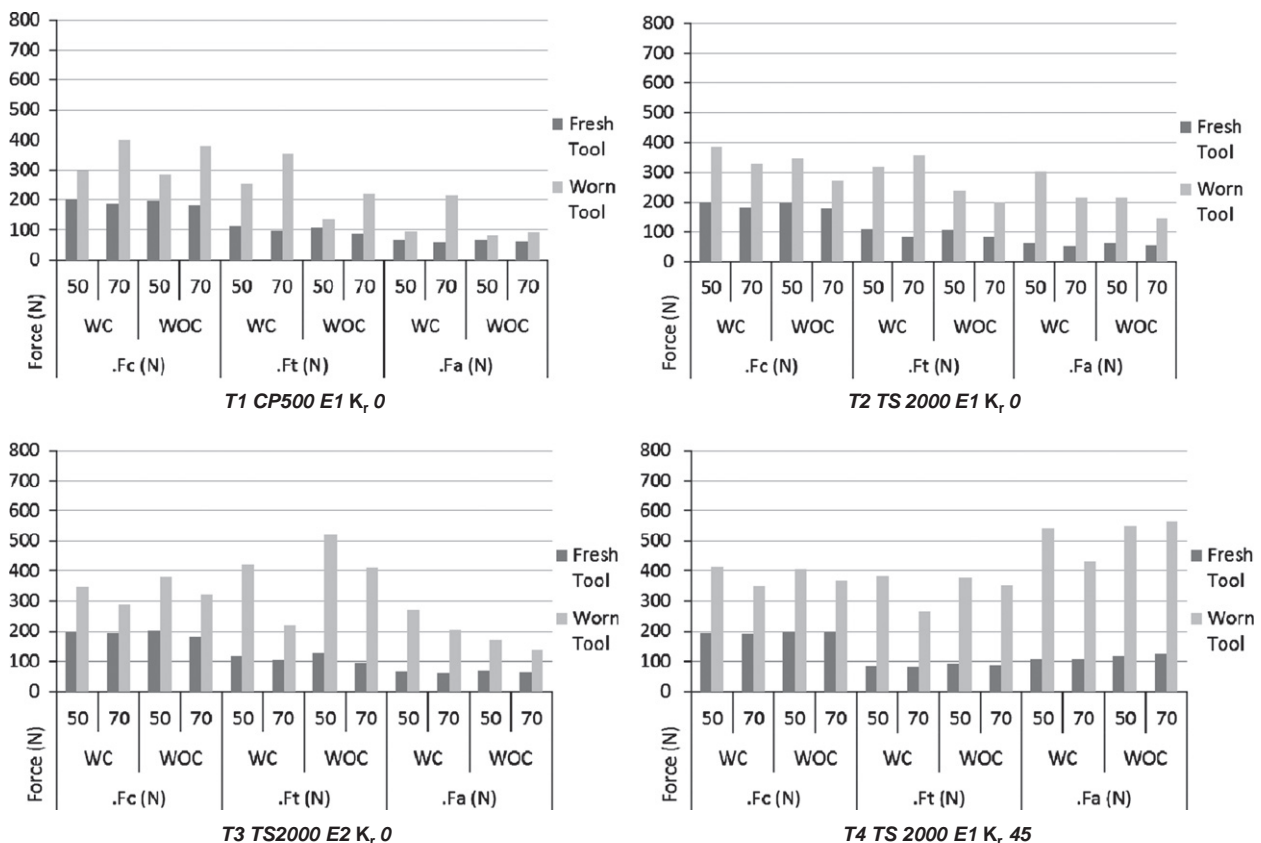 800
700
600
500
400
300
200
100
0
Force (N)
50 70 50 70 50 70 50 70 50 70 50 70
WC WOC WC WOC WC WOC
.Fc (N) .Ft (N) .Fa (N)
Fresh
Tool
Worn
Tool
T1 CP500 E1 Kr 0
800
700
600
500
400
300
200
100
0
Force (N)
50 70 50 70 50 70 50 70 50 70 50 70
WC WOC WC WOC WC WOC
.Fc (N) .Ft (N) .Fa (N)
Fresh
Tool
Worn
Tool
T2 TS 2000 E1 Kr 0
800
700
600
500
400
300
200
100
0
Force (N)
50 70 50 70 50 70 50 70 50 70 50 70
WC WOC WC WOC WC WOC
.Fc (N) .Ft (N) .Fa (N)
Fresh
Tool
Worn
Tool
T3 TS2000 E2 Kr 0
800
700
600
500
400
300
200
100
0
Force (N)
50 70 50 70 50 70 50 70 50 70 50 70
WC WOC WC WOC WC WOC
.Fc (N) .Ft (N) .Fa (N)
Fresh
Tool
Worn
Tool
T4 TS 2000 E1 Kr 45